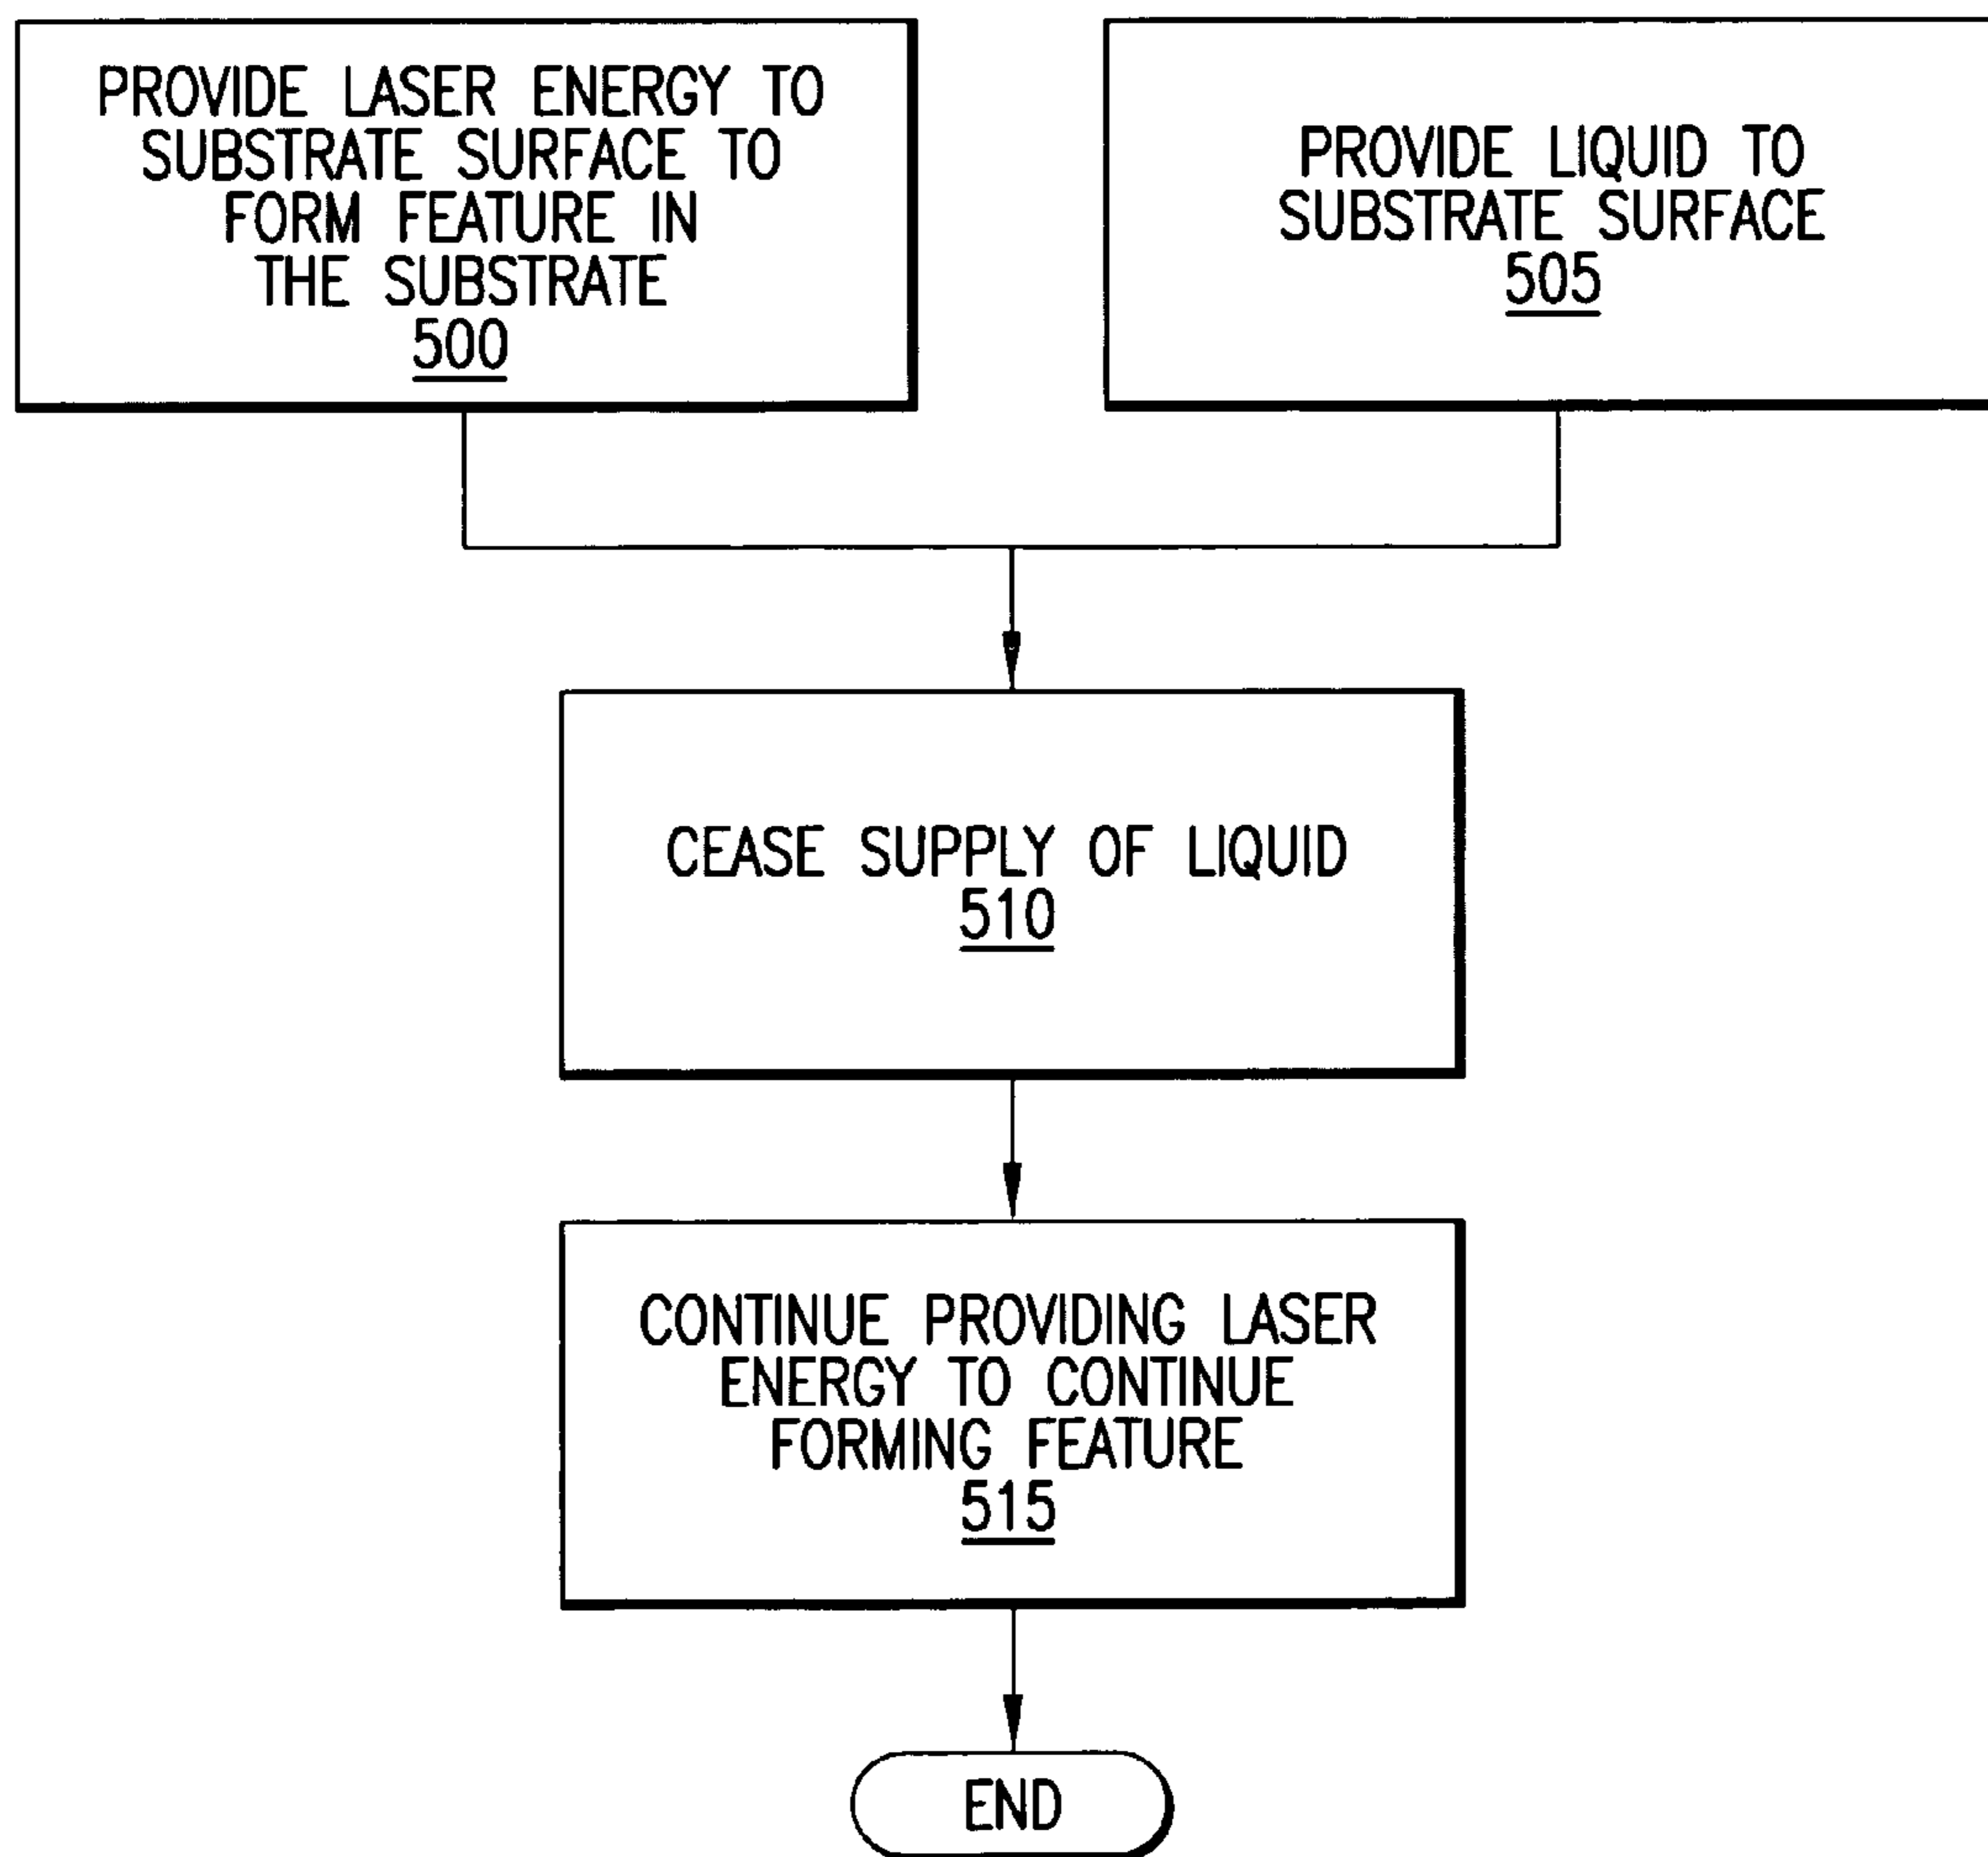 PROVIDE LASER ENERGY TO
SUBSTRATE SURFACE TO
FORM FEATURE IN
THE SUBSTRATE
500
PROVIDE LIQUID TO
SUBSTRATE SURFACE
505
CEASE SUPPLY OF LIQUID
510
CONTINUE PROVIDING LASER
ENERGY TO CONTINUE
FORMING FEATURE
515
END